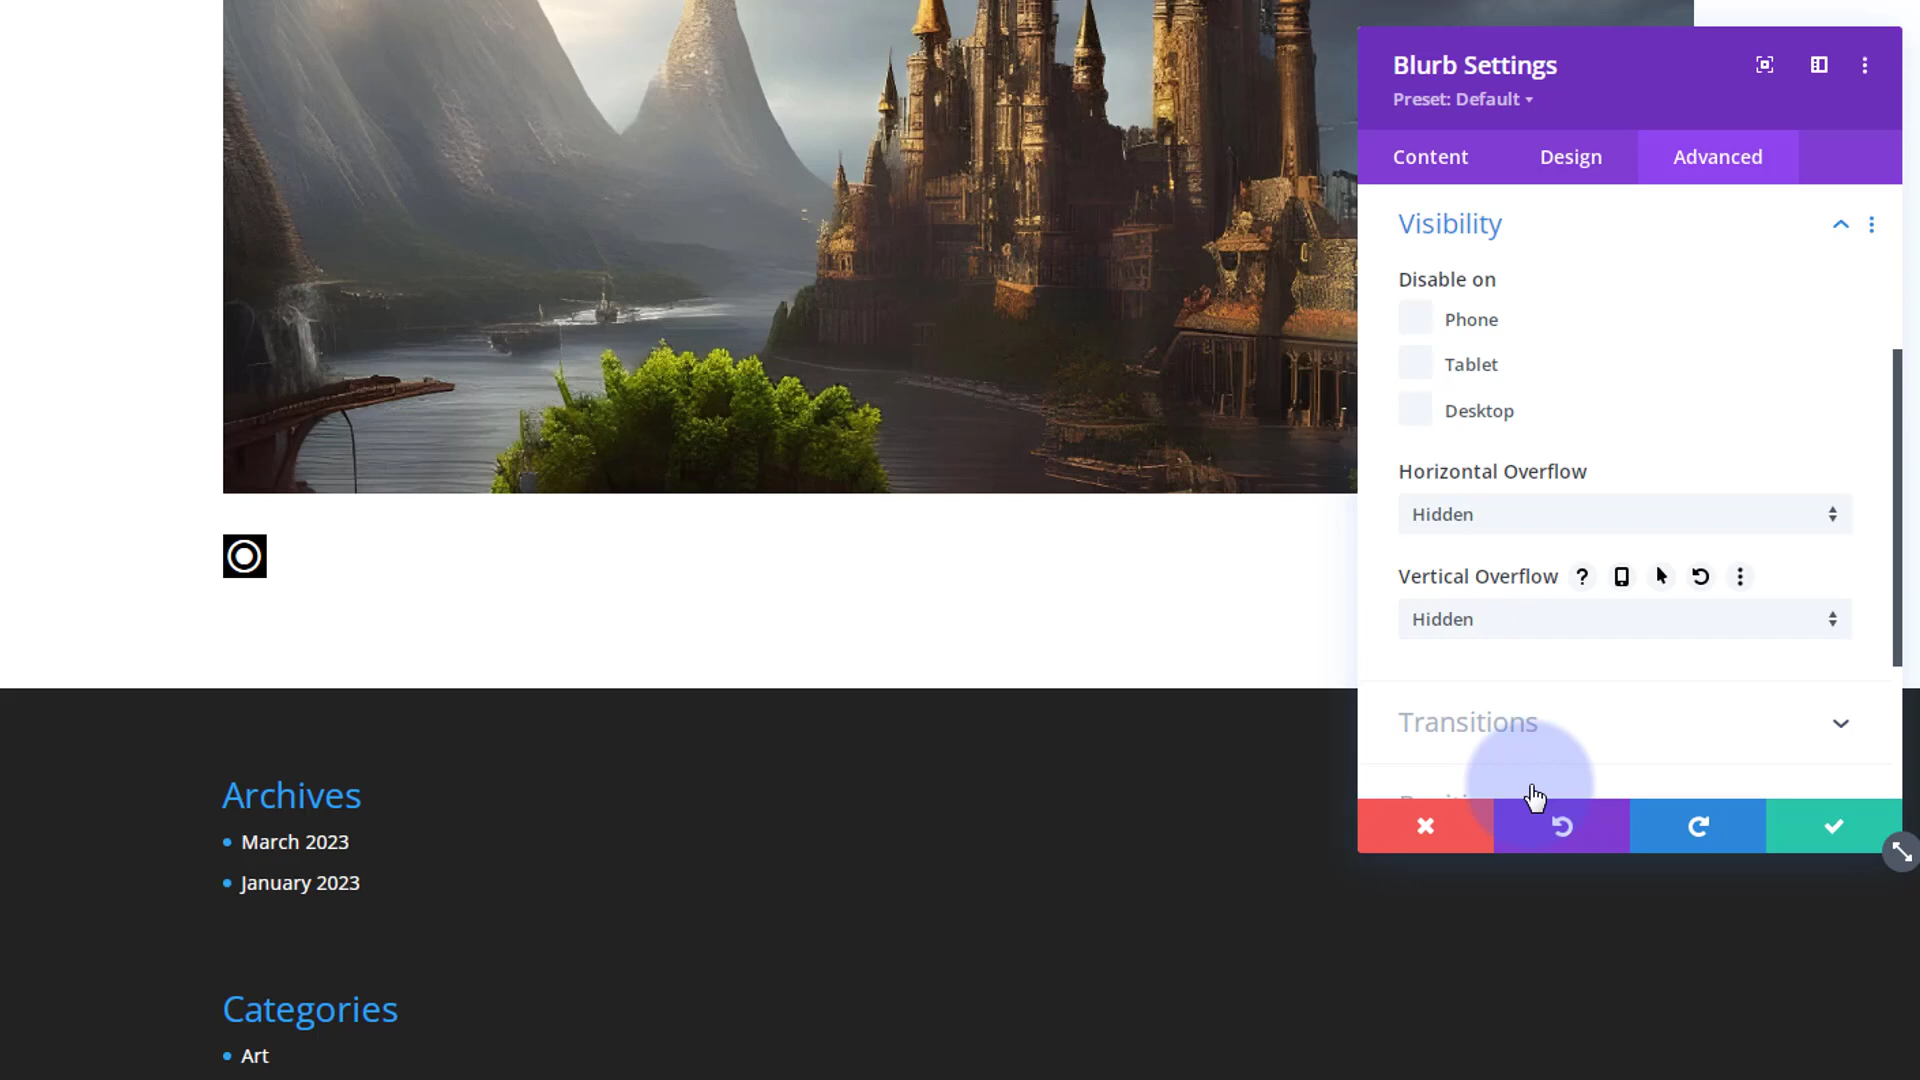 Blurb Settings
Preset: Default
Content
Design
Advanced
Visibility
Disable on
Phone
Tablet
Desktop
Horizontal Overflow
Hidden
Vertical Overflow ?
Hidden
Transitions
Archives
March 2023
January 2023
Categories
Art